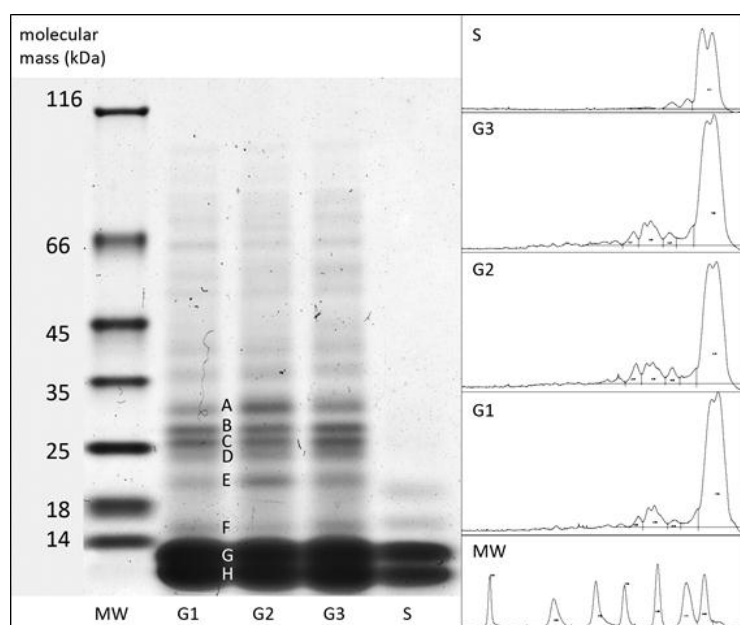 molecular
mass (kDa)
116
66
45
35
25
18
14
A
B
C
D
E
F
G
H
MW G1 G2 G3 S
S
G3
G2
G1
MW